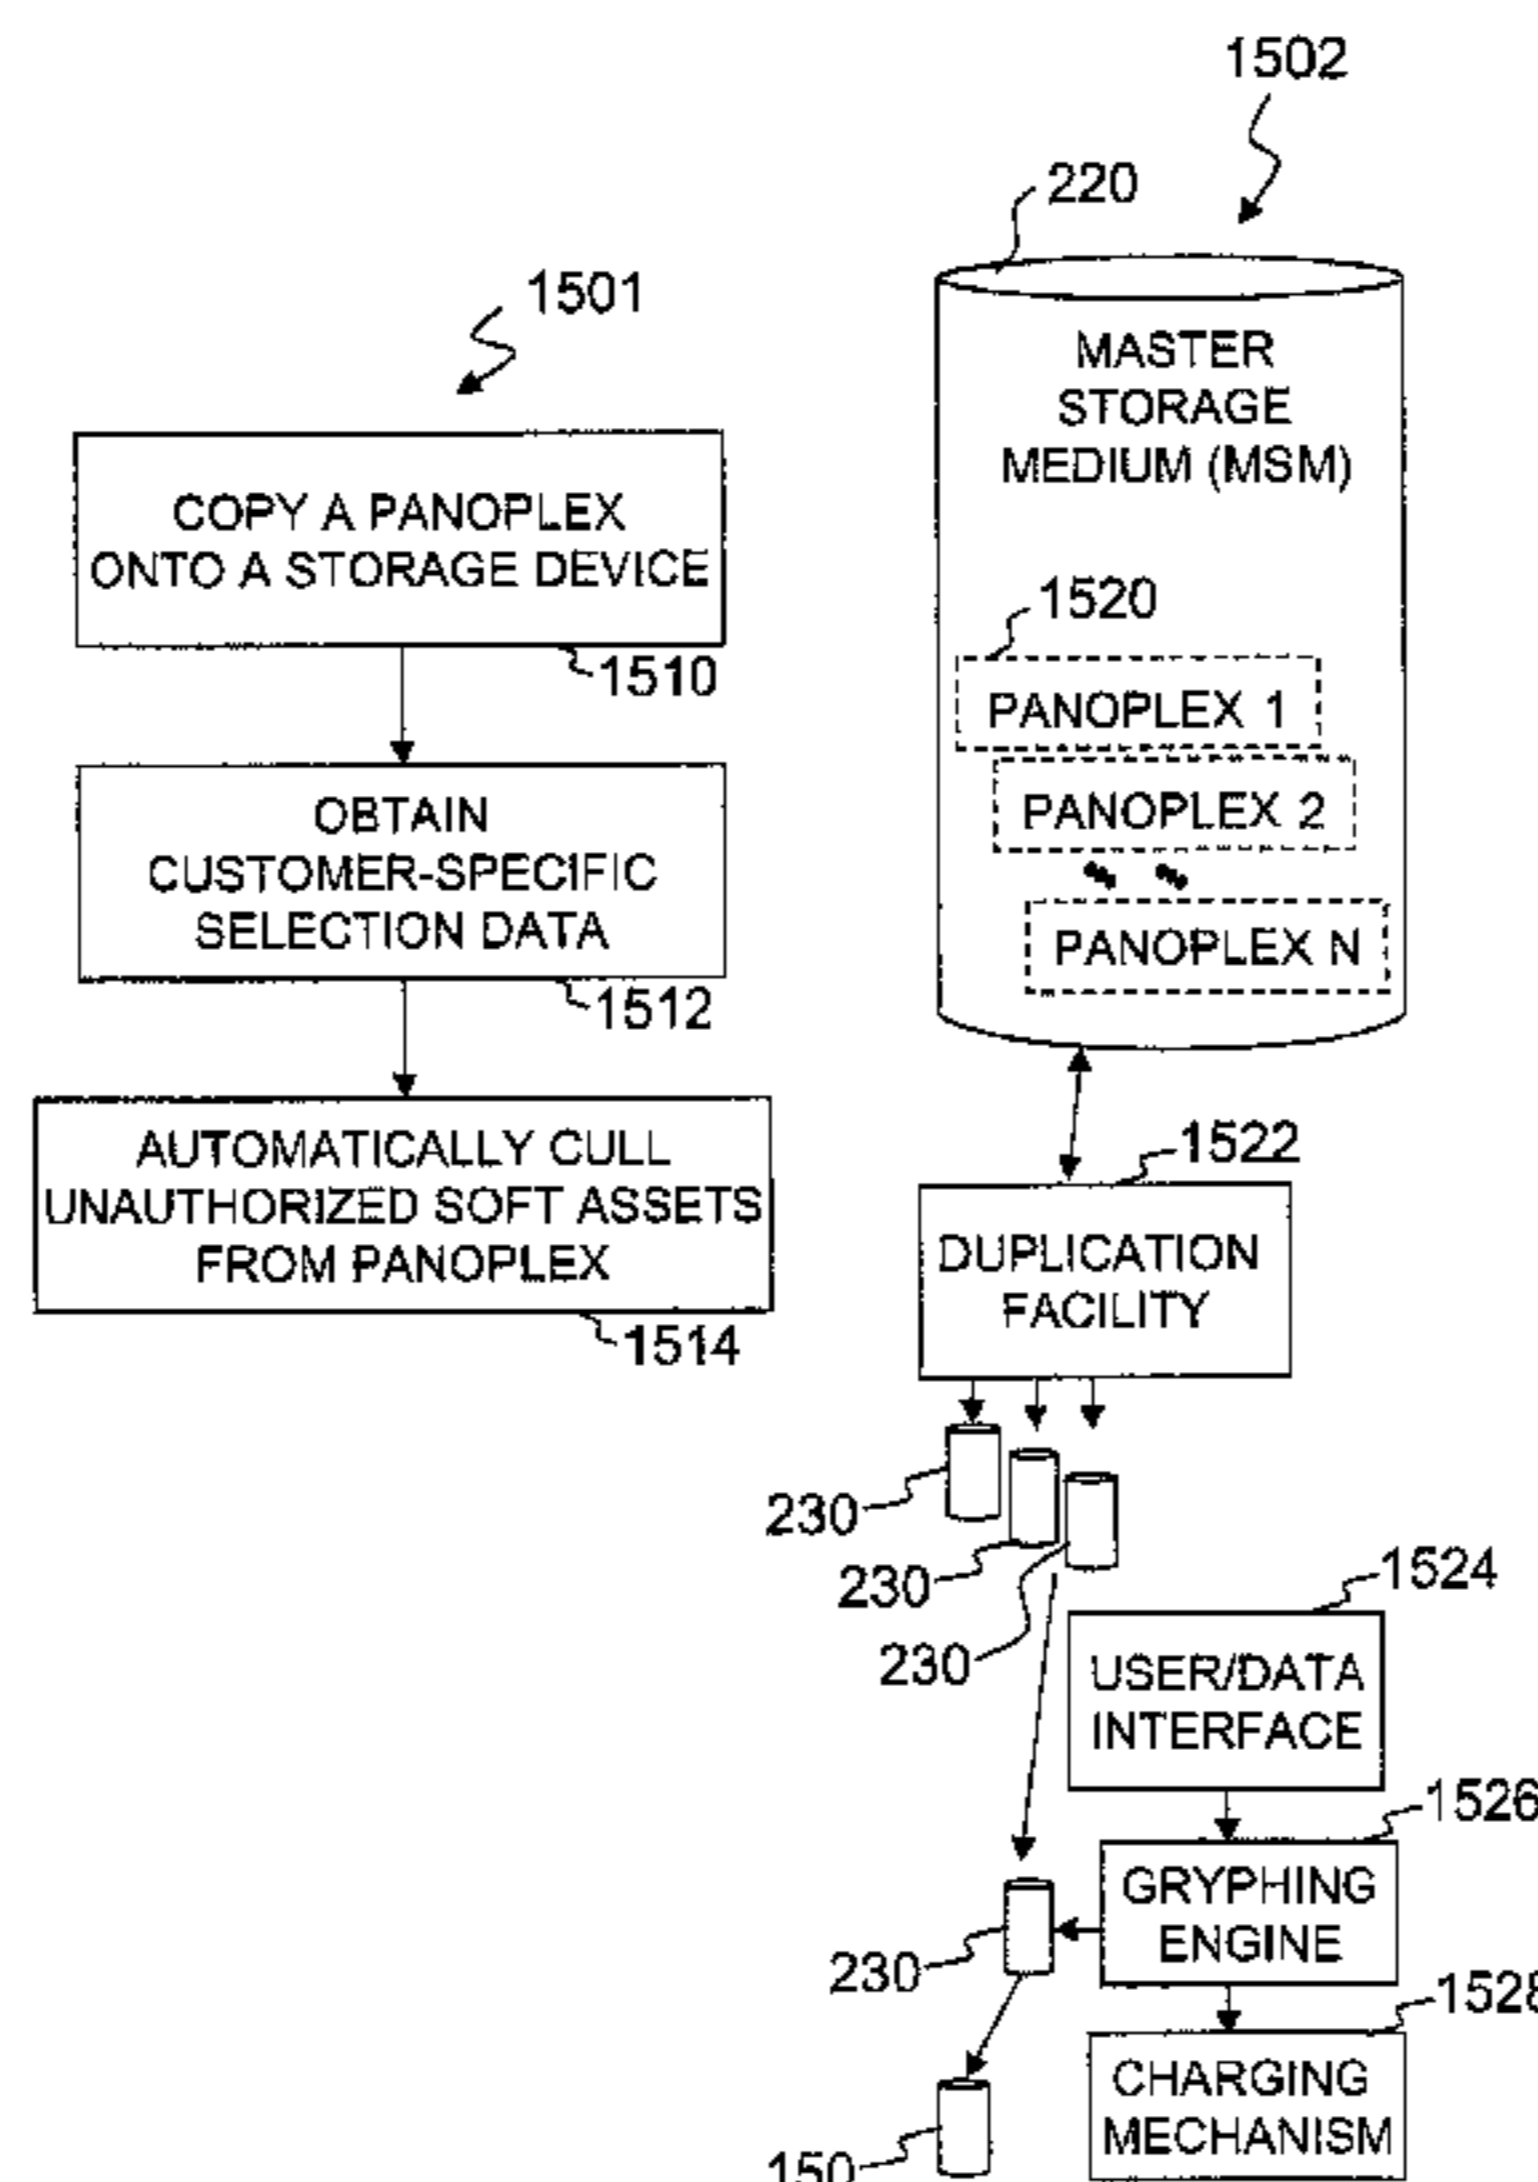 1501
COPY A PANOPLEX
ONTO A STORAGE DEVICE
1510
OBTAIN
CUSTOMER-SPECIFIC
SELECTION DATA
1512
AUTOMATICALLY CULL
UNAUTHORIZED SOFT ASSETS
FROM PANOPLEX
1514
1502
220
MASTER
STORAGE
MEDIUM (MSM)
1520
PANOPLEX 1
PANOPLEX 2
PANOPLEX N
1522
DUPLICATION
FACILITY
230
230
230
1524
USER/DATA
INTERFACE
1526
GRYPHING
ENGINE
230
1528
CHARGING
MECHANISM
150